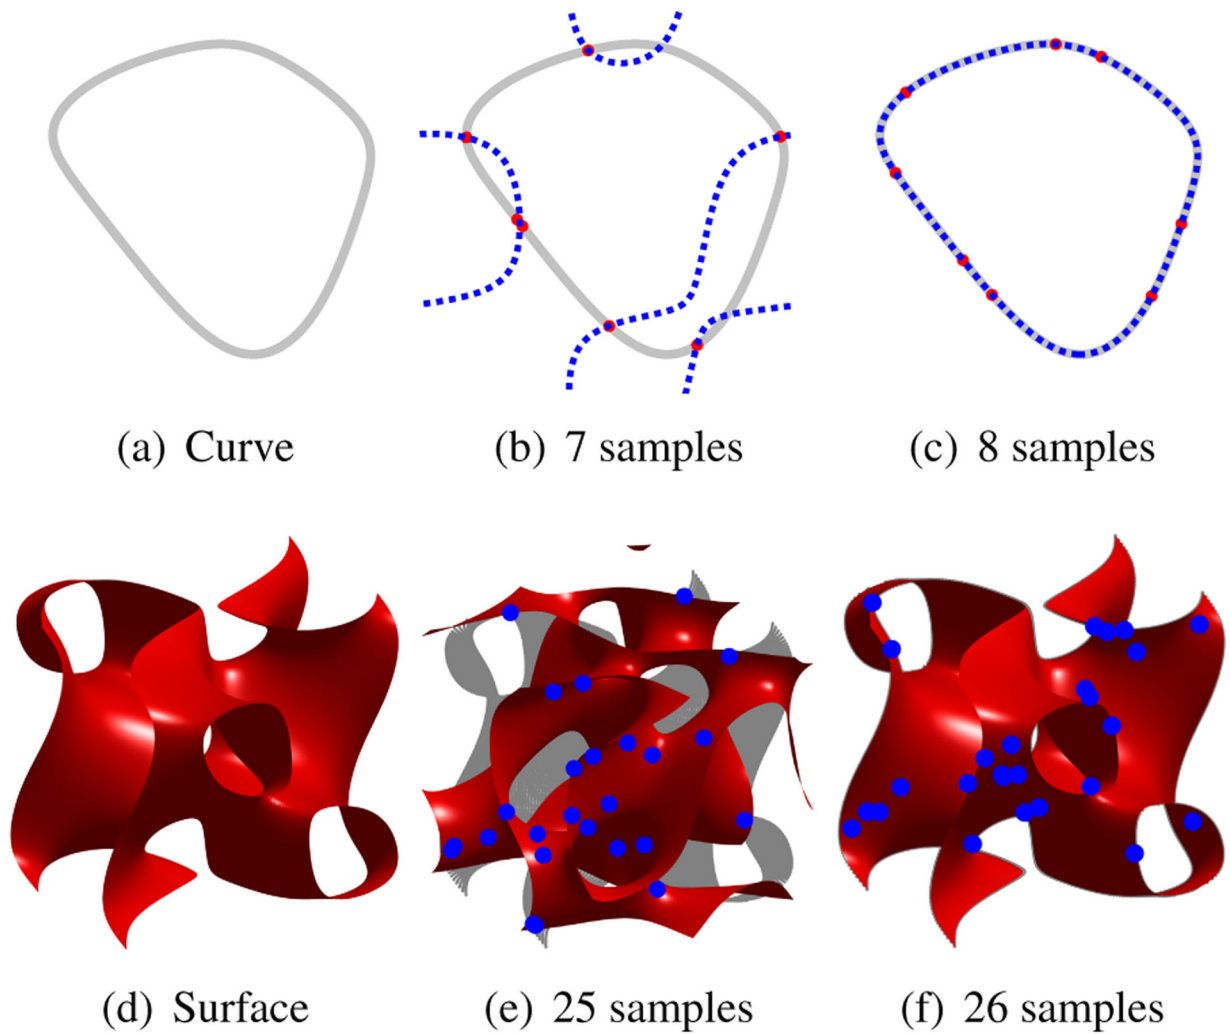 (a) Curve
(b) 7 samples
(c) 8 samples
(d) Surface
(e) 25 samples
(f) 26 samples